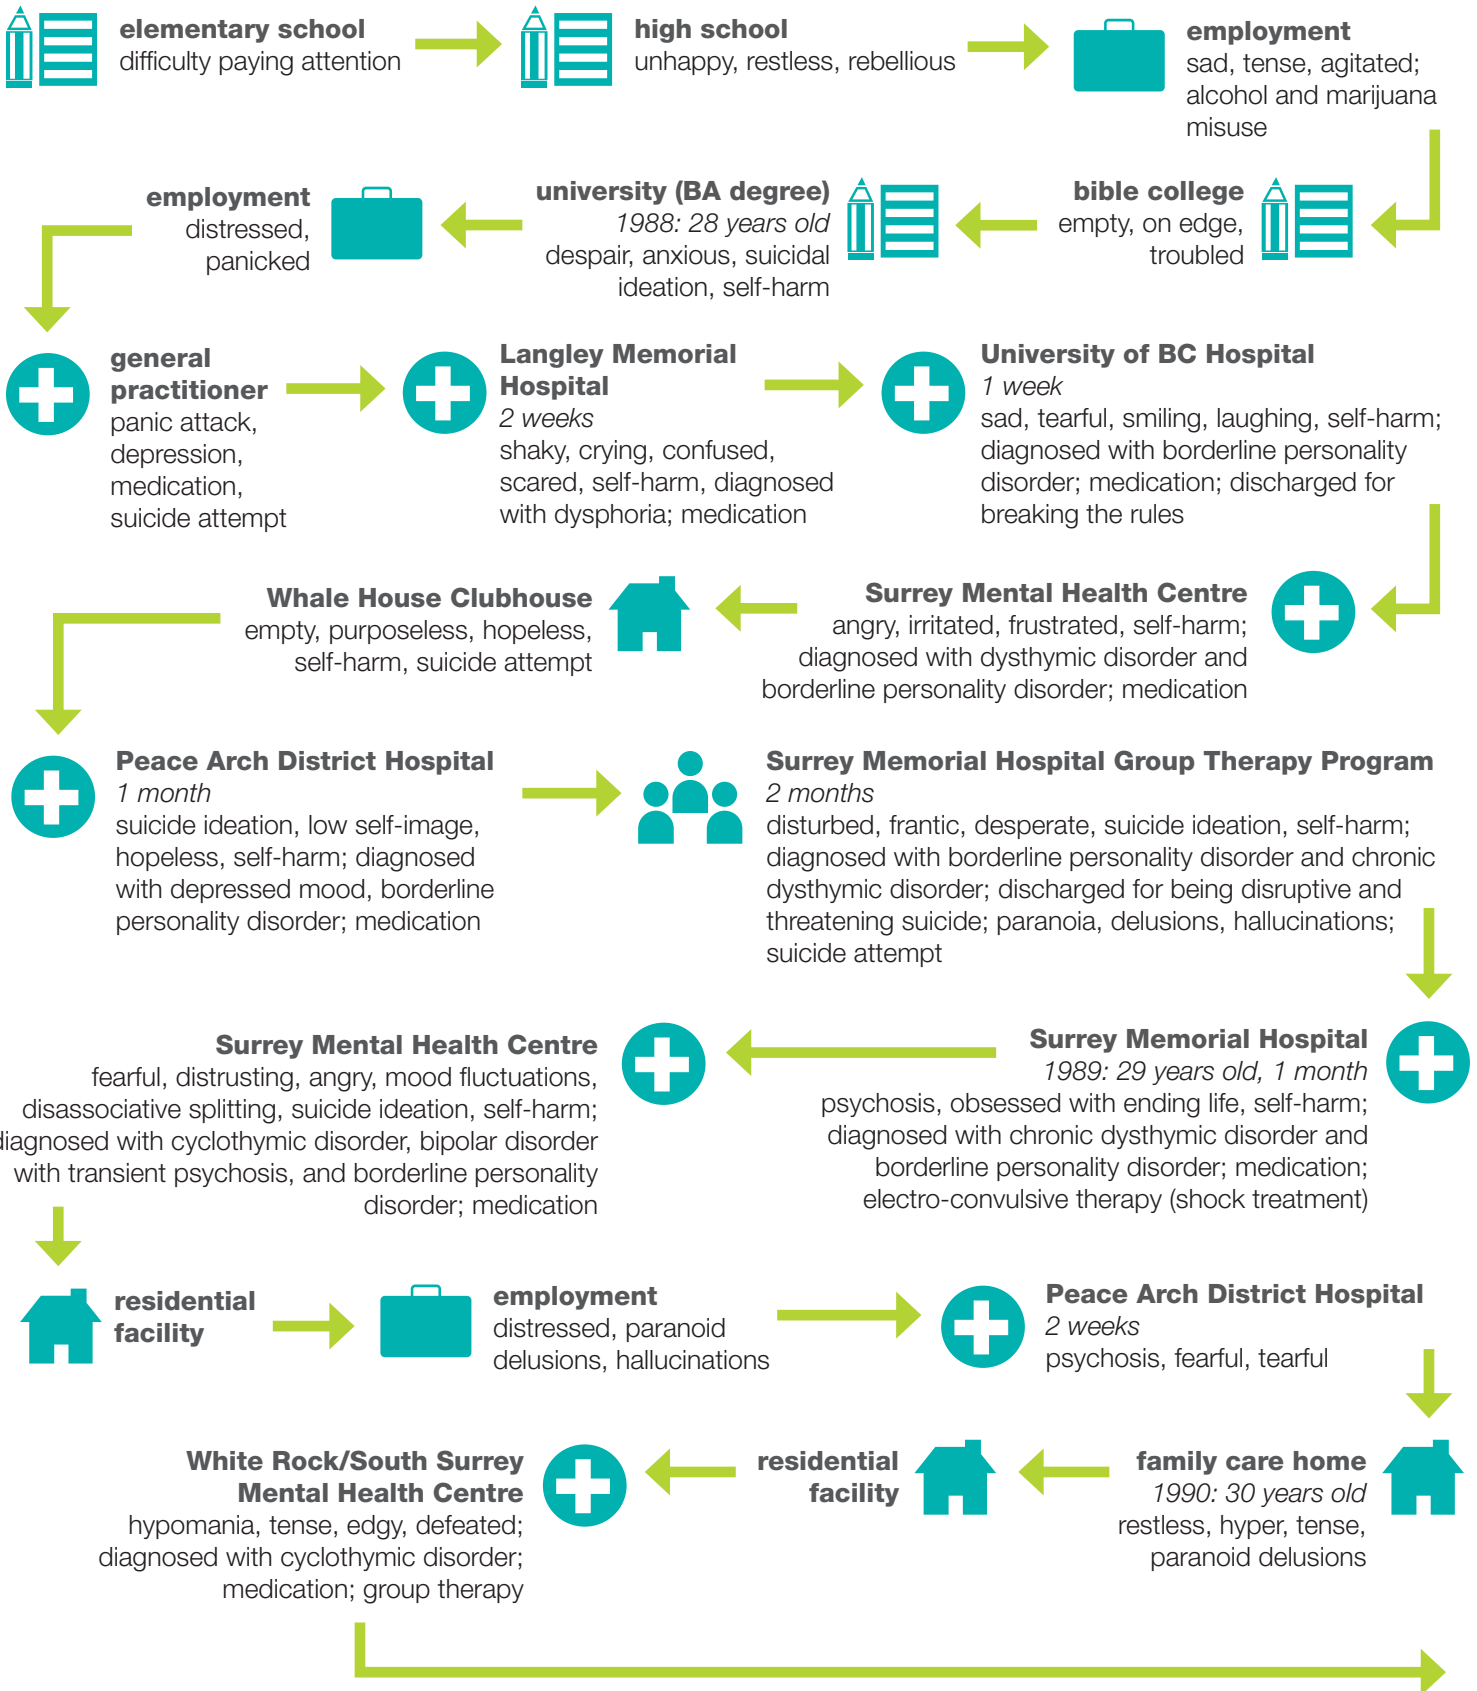 elementary school
difficulty paying attention
high school
unhappy, restless, rebellious
employment
sad, tense, agitated;
alcohol and marijuana
misuse
bible college
empty, on edge,
troubled
university (BA degree)
1988: 28 years old
despair, anxious, suicidal
ideation, self-harm
employment
distressed,
panicked
general
practitioner
panic attack,
depression,
medication,
suicide attempt
Langley Memorial
Hospital
2 weeks
shaky, crying, confused,
scared, self-harm, diagnosed
with dysphoria; medication
University of BC Hospital
1 week
sad, tearful, smiling, laughing, self-harm;
diagnosed with borderline personality
disorder; medication; discharged for
breaking the rules
Surrey Mental Health Centre
angry, irritated, frustrated, self-harm;
diagnosed with dysthymic disorder and
borderline personality disorder; medication
Whale House Clubhouse
empty, purposeless, hopeless,
self-harm, suicide attempt
Peace Arch District Hospital
1 month
suicide ideation, low self-image,
hopeless, self-harm; diagnosed
with depressed mood, borderline
personality disorder; medication
Surrey Memorial Hospital Group Therapy Program
2 months
disturbed, frantic, desperate, suicide ideation, self-harm;
diagnosed with borderline personality disorder and chronic
dysthymic disorder; discharged for being disruptive and
threatening suicide; paranoia, delusions, hallucinations;
suicide attempt
Surrey Memorial Hospital
1989: 29 years old, 1 month
psychosis, obsessed with ending life, self-harm;
diagnosed with chronic dysthymic disorder and
borderline personality disorder; medication;
electro-convulsive therapy (shock treatment)
Surrey Mental Health Centre
fearful, distrusting, angry, mood fluctuations,
disassociative splitting, suicide ideation, self-harm;
diagnosed with cyclothymic disorder, bipolar disorder
with transient psychosis, and borderline personality
disorder; medication
residential
facility
employment
distressed, paranoid
delusions, hallucinations
Peace Arch District Hospital
2 weeks
psychosis, fearful, tearful
family care home
1990: 30 years old
restless, hyper, tense,
paranoid delusions
residential
facility
White Rock/South Surrey
Mental Health Centre
hypomania, tense, edgy, defeated;
diagnosed with cyclothymic disorder;
medication; group therapy